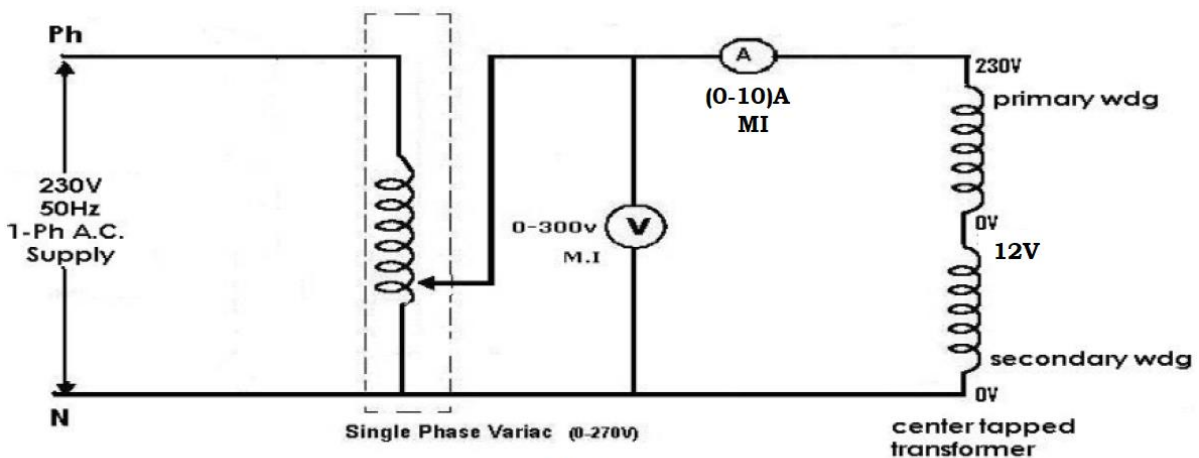 Ph
230V
50Hz
1-Ph A.C.
Supply
N
Single Phase Variac (0-270V)
0-300v
V
M.I
A
(0-10)A
MI
230V
primary wdg
0V
12V
secondary wdg
0V
center tapped
transformer